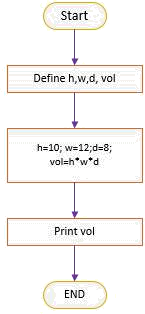 Start
Define h,w,d, vol
h=10; w=12;d=8;
vol=h*w*d
Print vol
END